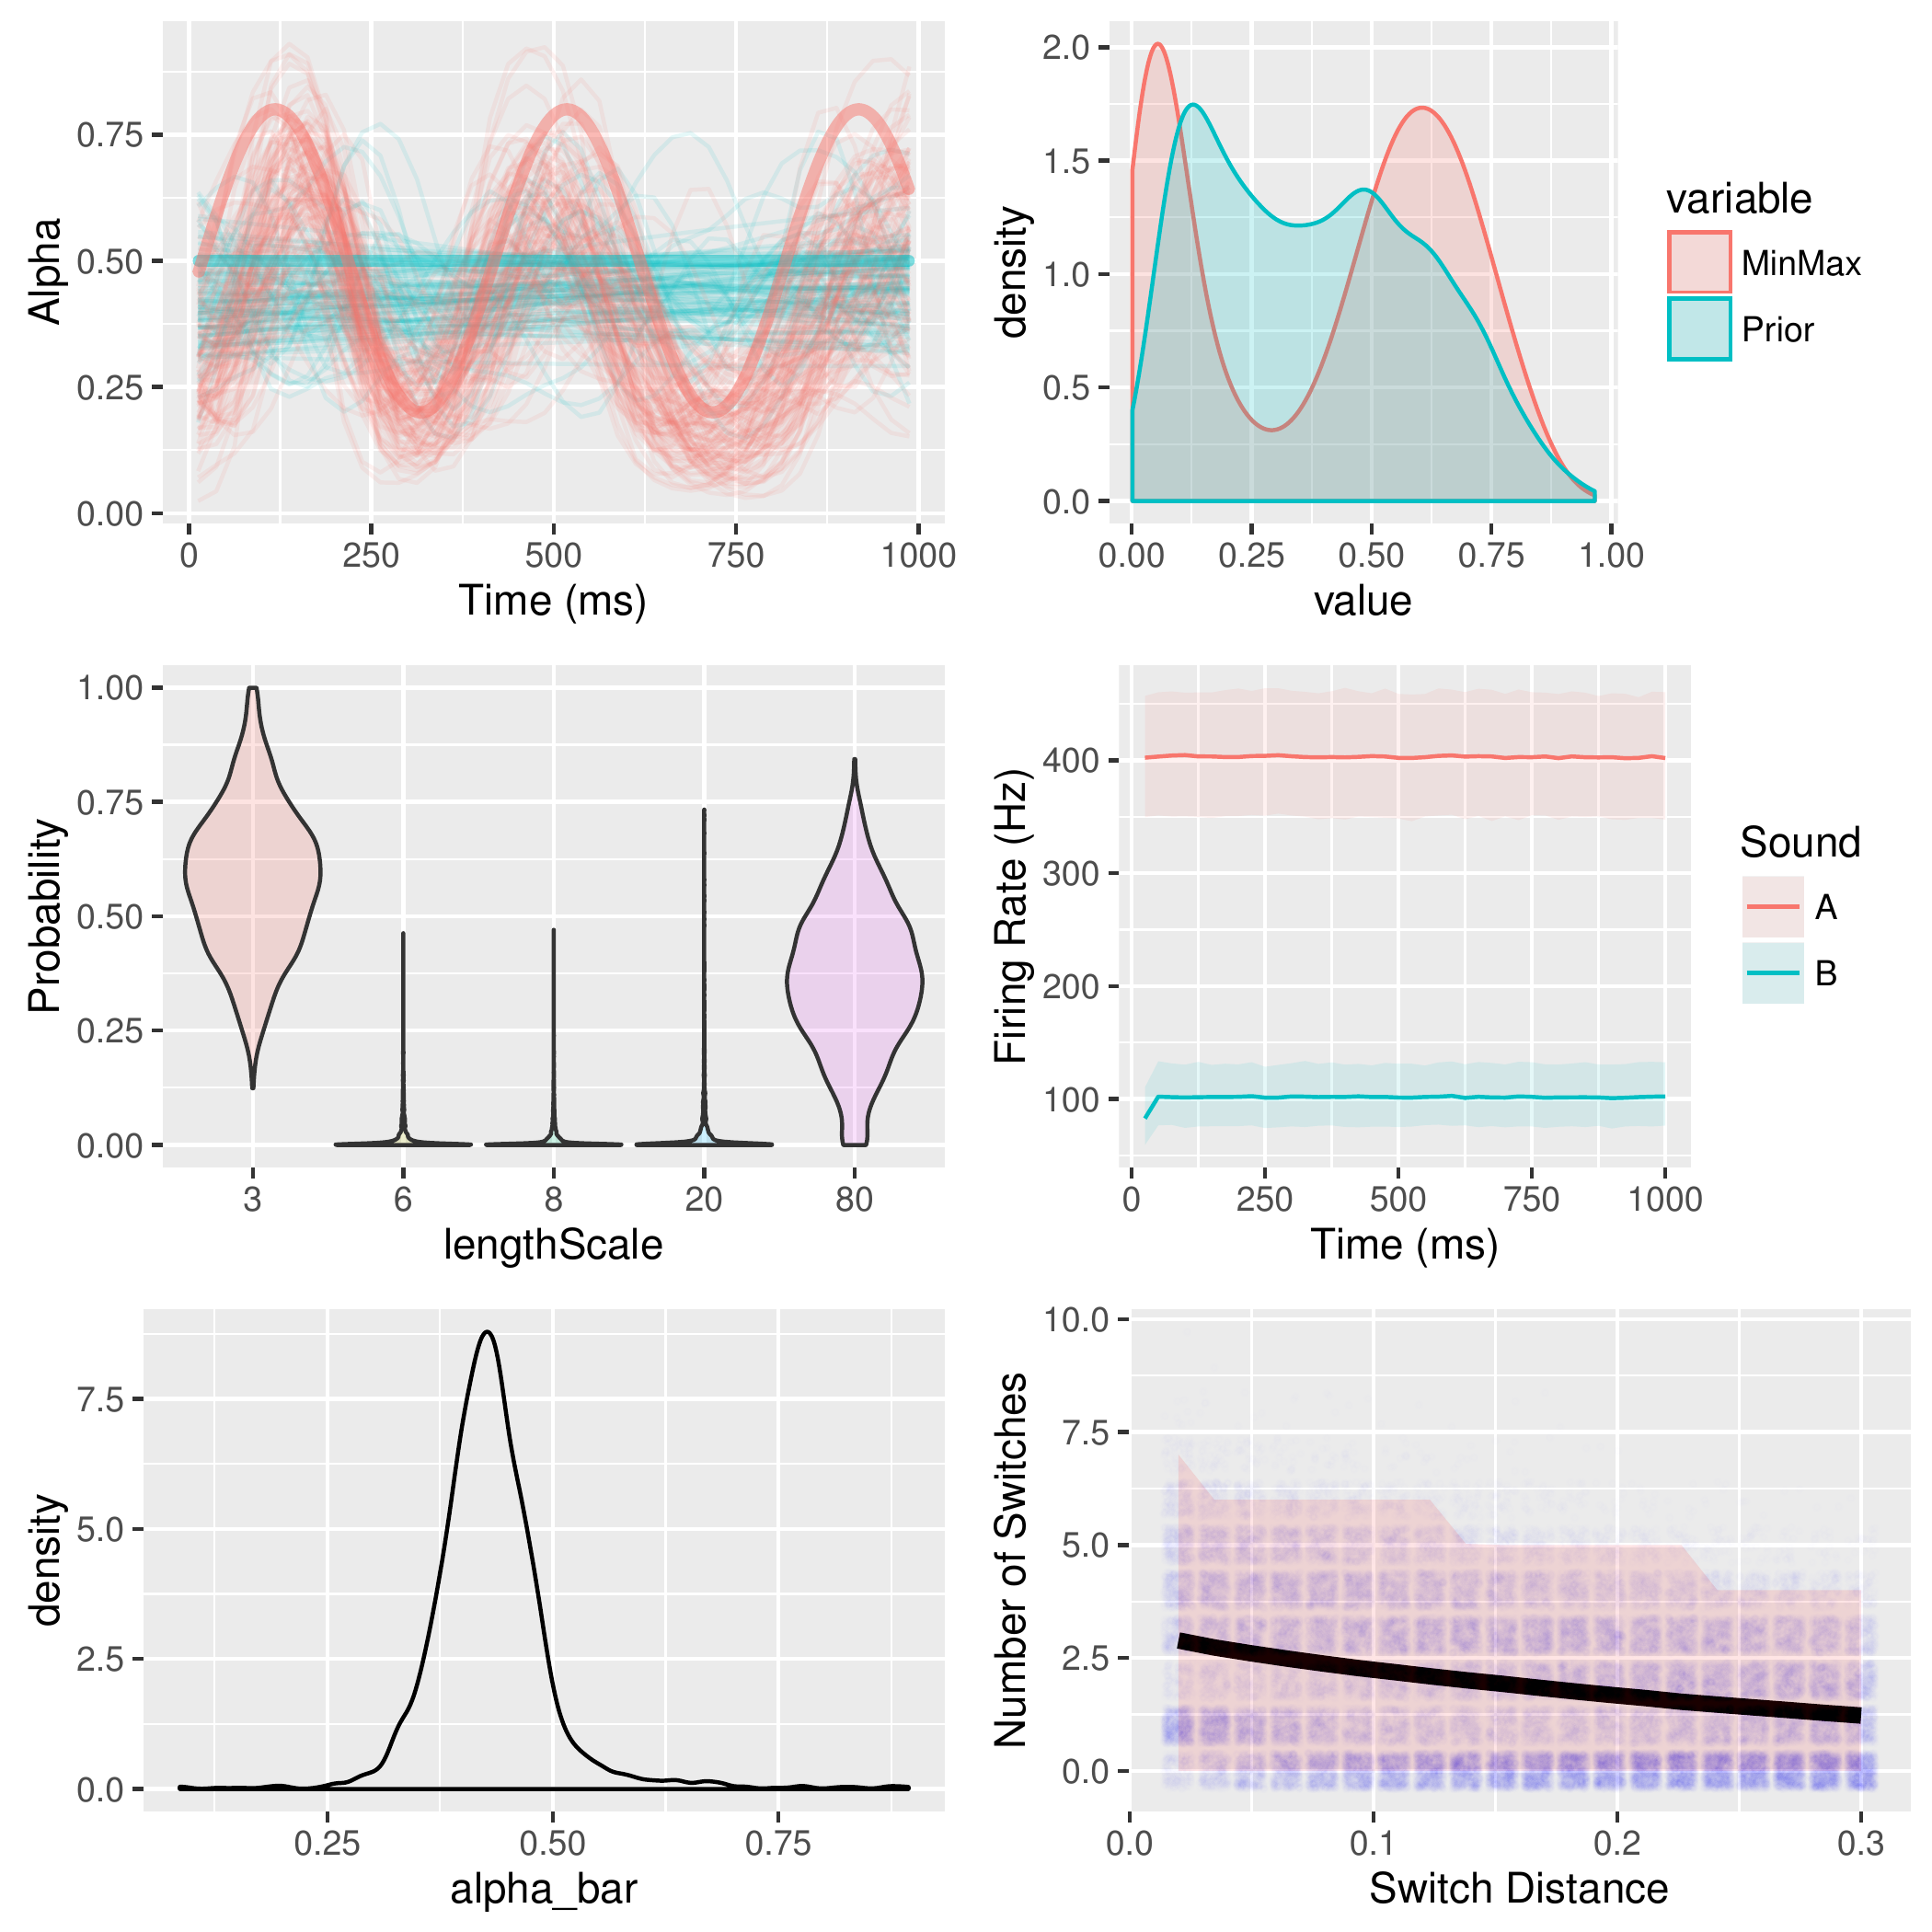 Alpha
0.75
0.50
0.25
0.00
0 250 500 750 1000
Time (ms)
density
2.0
1.5
1.0
0.5
0.0
0.00 0.25 0.50 0.75 1.00
value
variable
MinMax
Prior
Probability
1.00
0.75
0.50
0.25
0.00
3 6 8 20 80
lengthScale
Firing Rate (Hz)
400
300
200
100
0 250 500 750 1000
Time (ms)
Sound
A
B
density
7.5
5.0
2.5
0.0
0.25 0.50 0.75
alpha_bar
Number of Switches
10.0
7.5
5.0
2.5
0.0
0.0 0.1 0.2 0.3
Switch Distance